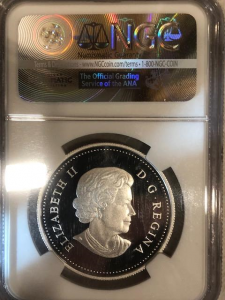 NGC
www.NGCcoin.com/terms • 1-800-NGC-COIN
The Official Grading
Service of the ANA
ELIZABETH II D·G·REGINA